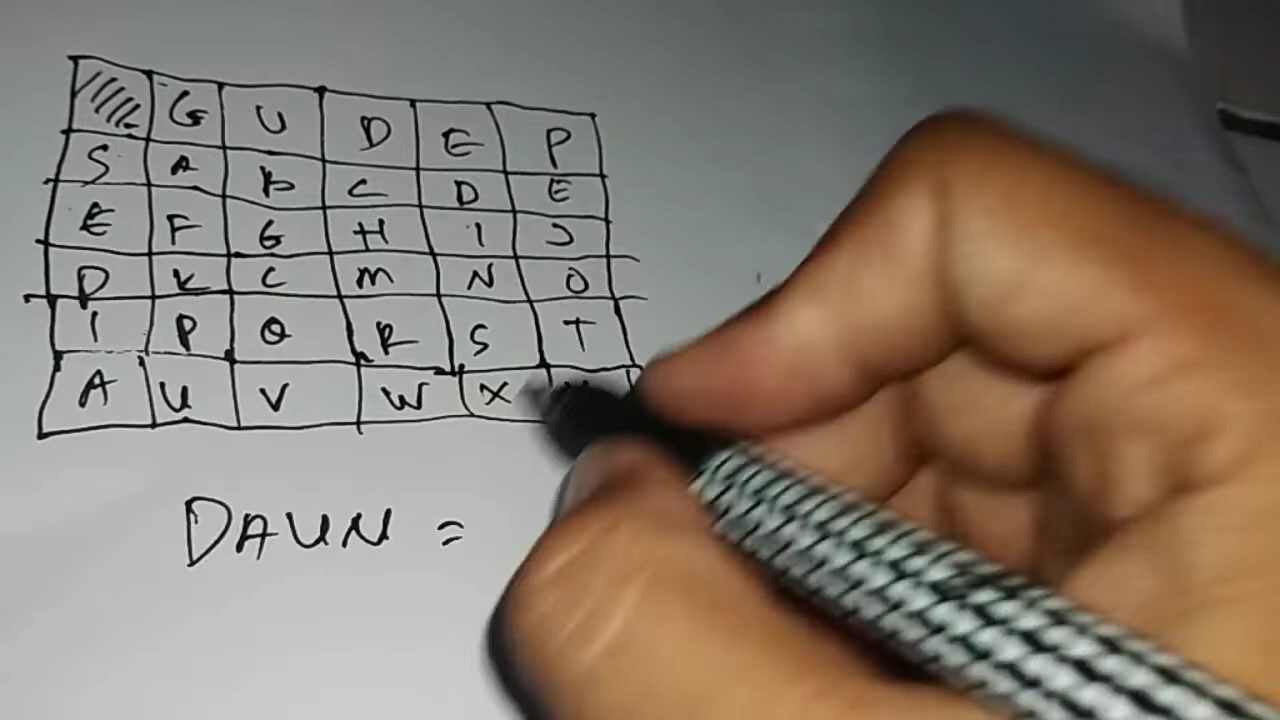 G U D E P
S A B C D E
E F G H I J
D K L M N O
I P Q R S T
A U V W X
DAUN =